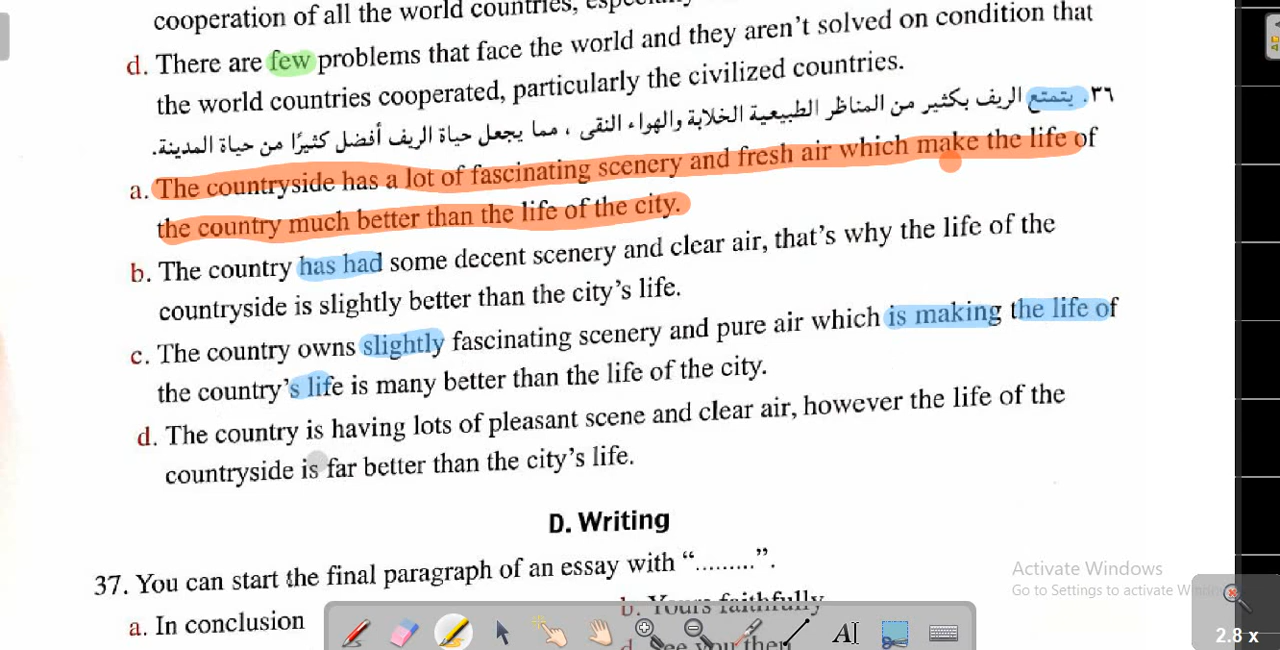 cooperation of all the world countries,
d. There are few problems that face the world and they aren't solved on condition that
the world countries cooperated, particularly the civilized countries.
٣٦. يتمتع الريف بكثير من المناظر الطبيعية الخلابة والهواء النقى ، مما يجعل حياة الريف أفضل كثيرًا من حياة المدينة.
a. The countryside has a lot of fascinating scenery and fresh air which make the life of
the country much better than the life of the city.
b. The country has had some decent scenery and clear air, that's why the life of the
countryside is slightly better than the city's life.
c. The country owns slightly fascinating scenery and pure air which is making the life of
the country's life is many better than the life of the city.
d. The country is having lots of pleasant scene and clear air, however the life of the
countryside is far better than the city's life.
D. Writing
37. You can start the final paragraph of an essay with “.........”.
a. In conclusion
b. Yours faithfully
d. See you then
Activate Windows
Go to Settings to activate
AI
2.8 x